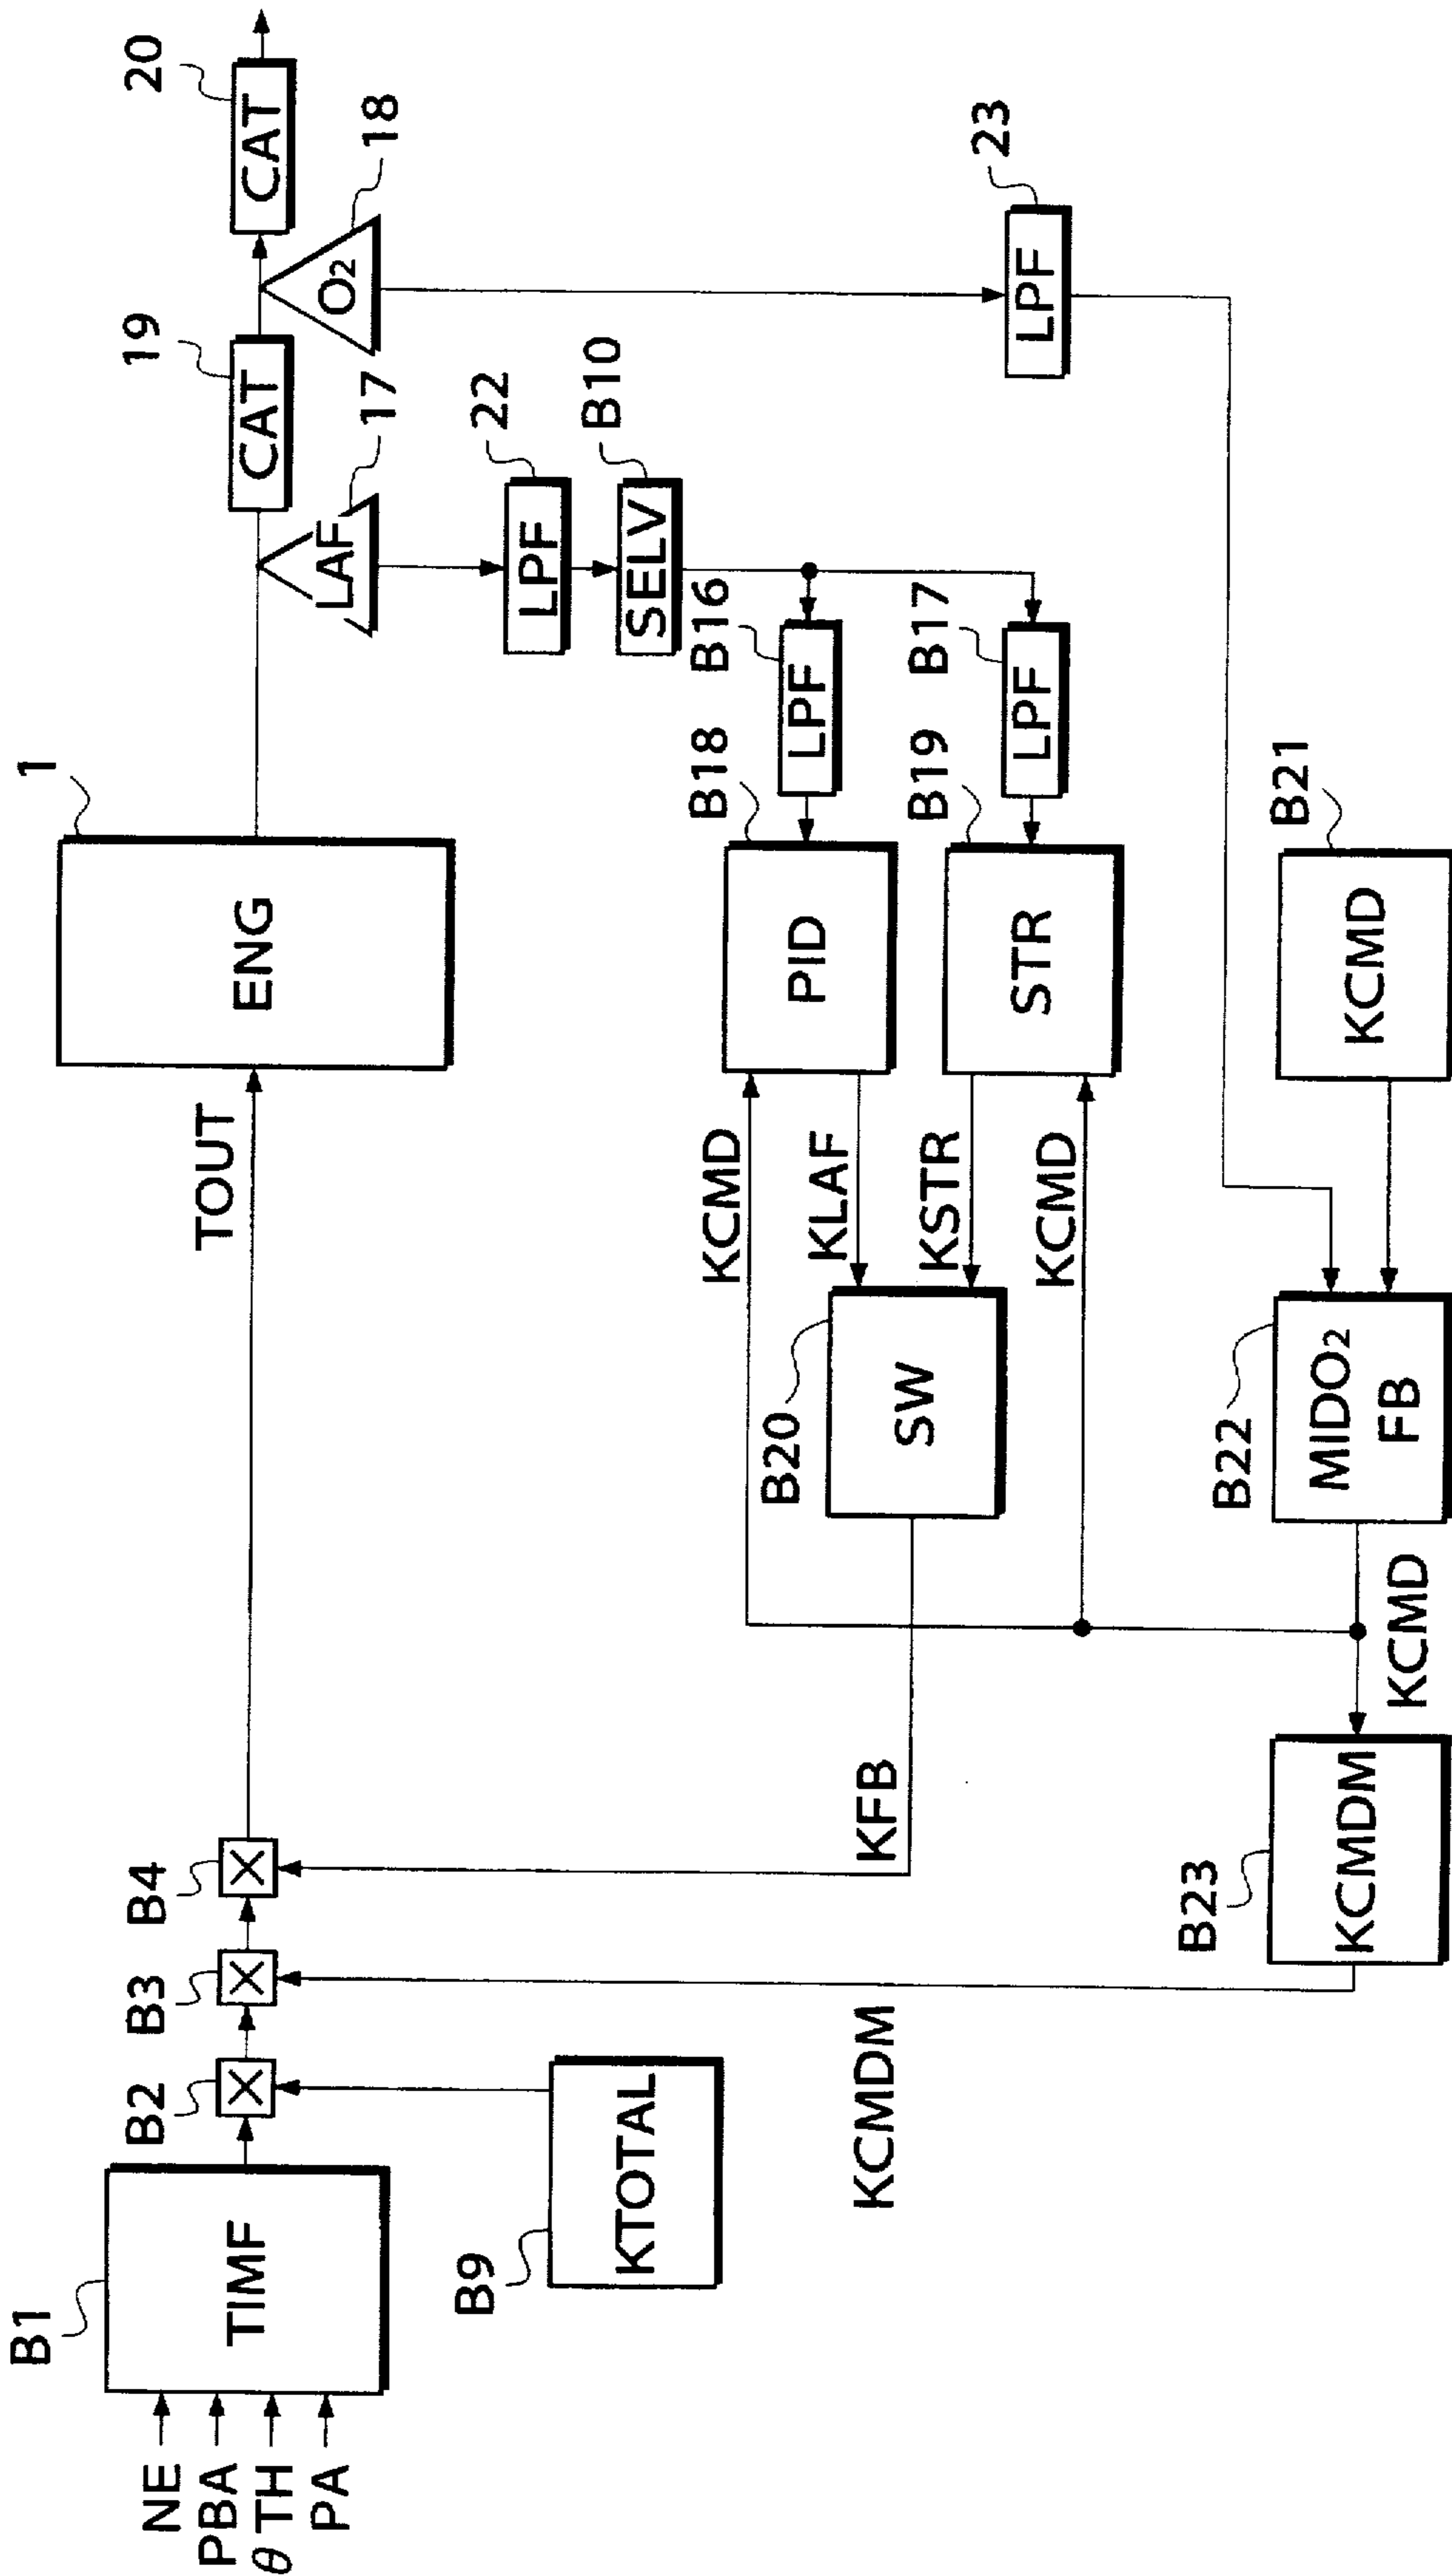 B1
TIMF
NE
PBA
θ TH
PA
B2
×
B3
×
B4
×
TOUT
1
ENG
19
CAT
20
CAT
LAF
17
O2
18
22
LPF
B10
SELV
23
LPF
B9
KTOTAL
KCMDM
KFB
B20
SW
KCMD
KLAF
KSTR
KCMD
B18
PID
B16
LPF
B19
STR
B17
LPF
B23
KCMDM
KCMD
B22
MIDO2
FB
B21
KCMD